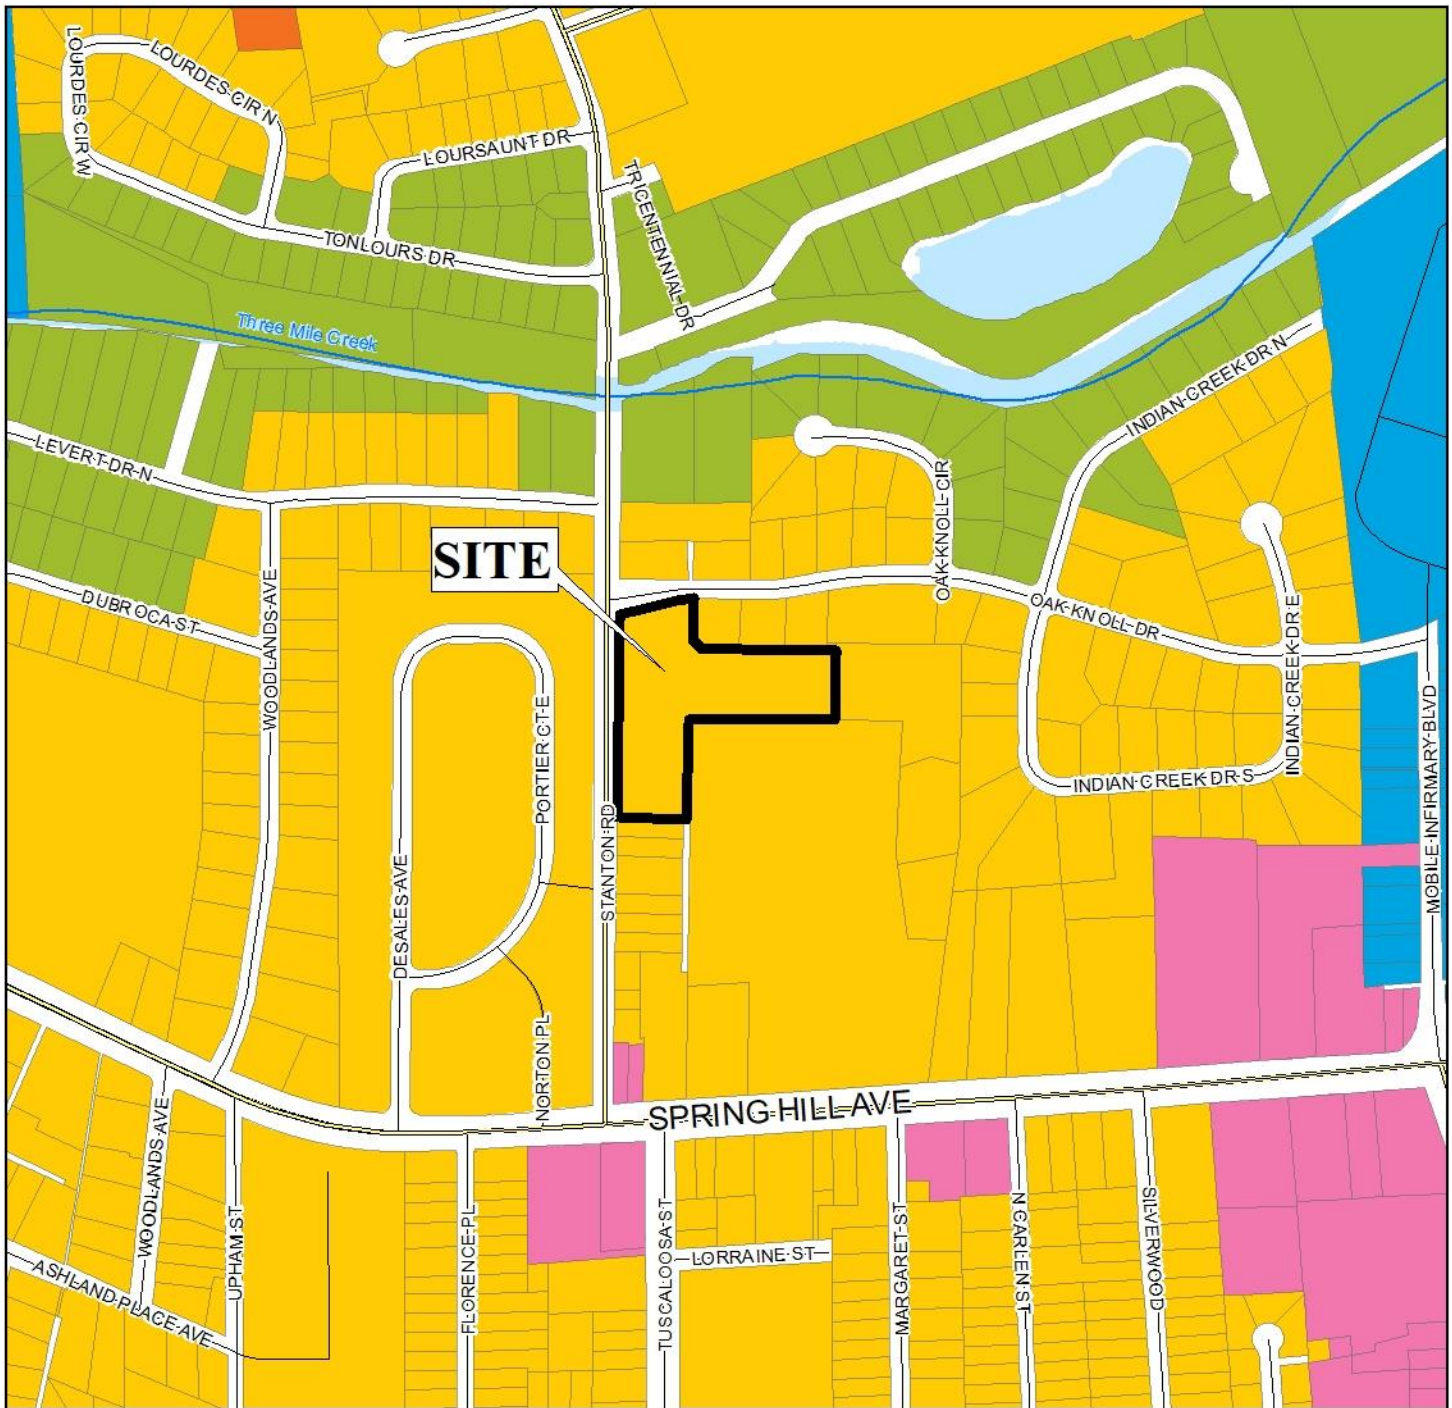 LOURDES CIR N
LOURDES CIR W
LOURSAUNT DR
TRICENTENNIAL DR
TONLOURS DR
Three Mile Creek
INDIAN CREEK DR N
LEVERT DR N
OAK KNOLL CIR
SITE
DUBROCA ST
WOODLANDS AVE
OAK KNOLL DR
INDIAN CREEK DR E
PORTIER CT E
MOBILE INFIRMARY BLVD
INDIAN CREEK DR S
STANTON RD
DESALES AVE
NORTON PL
SPRING HILL AVE
WOODLANDS AVE
UPHAM ST
FLORENCE PL
TUSCALOOSA ST
LORRAINE ST
MARGARET ST
N CARLEN ST
SILVERWOOD
ASHLAND PLACE AVE